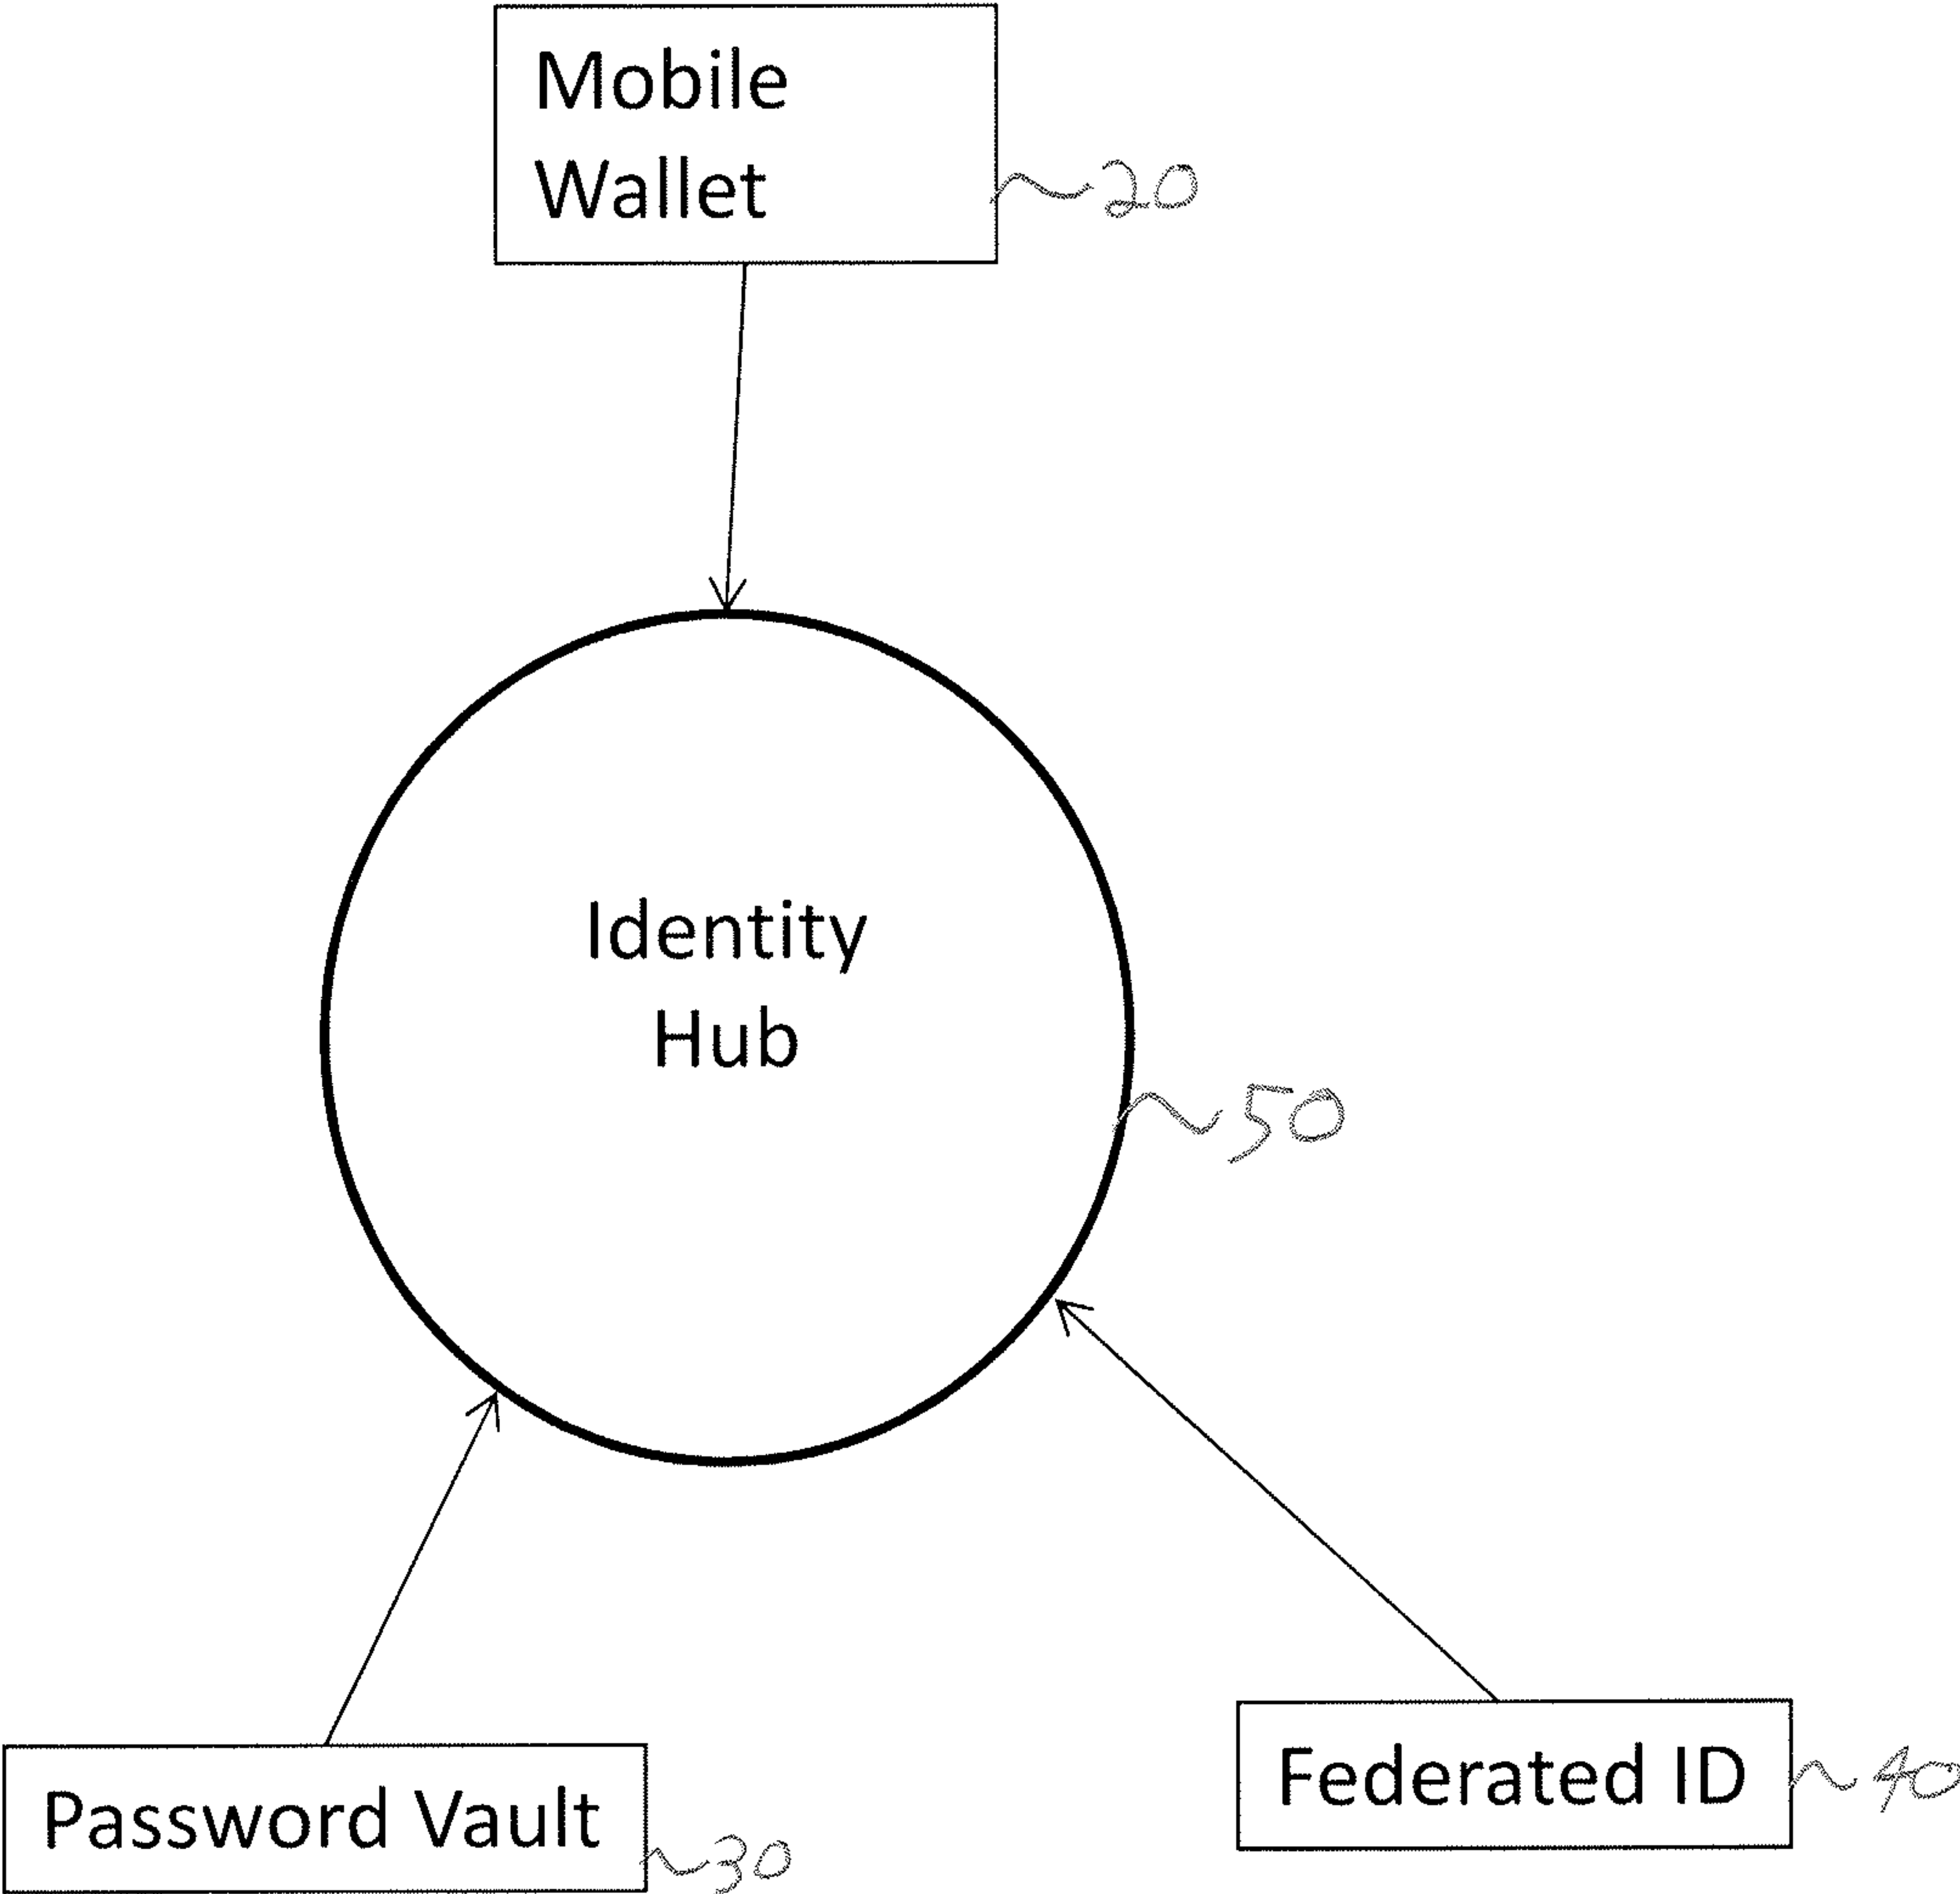 Mobile
Wallet
20
Identity
Hub
50
Federated ID
40
Password Vault
30